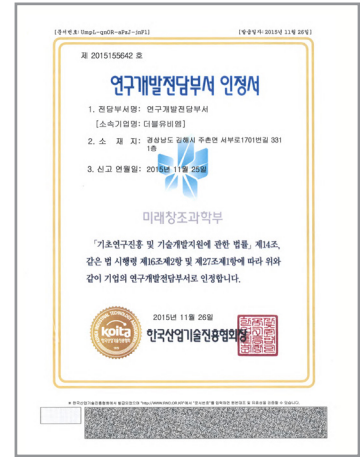 [문서번호: UmpL-qnOR-aPzJ-jnPl] [발급일자: 2015년 11월 26일]
제 2015155642 호
연구개발전담부서 인정서
1. 전담부서명: 연구개발전담부서
[소속기업명: 더블유비엠]
2. 소 재 지: 경상남도 김해시 주촌면 서부로1701번길 331
1층
3. 신고 연월일: 2015년 11월 25일
미래창조과학부
「기초연구진흥 및 기술개발지원에 관한 법률」 제14조,
같은 법 시행령 제16조제2항 및 제27조제1항에 따라 위와
같이 기업의 연구개발전담부서로 인정합니다.
2015년 11월 26일
koita
한국산업기술진흥협회장